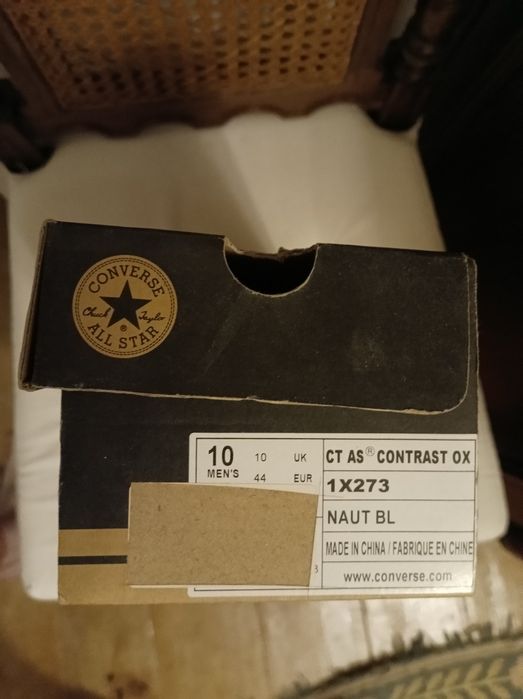 CONVERSE
Chuck Taylor
®
ALL STAR
10 10 UK
MEN'S 44 EUR
CT AS® CONTRAST OX
1X273
NAUT BL
MADE IN CHINA / FABRIQUE EN CHINE
3
www.converse.com